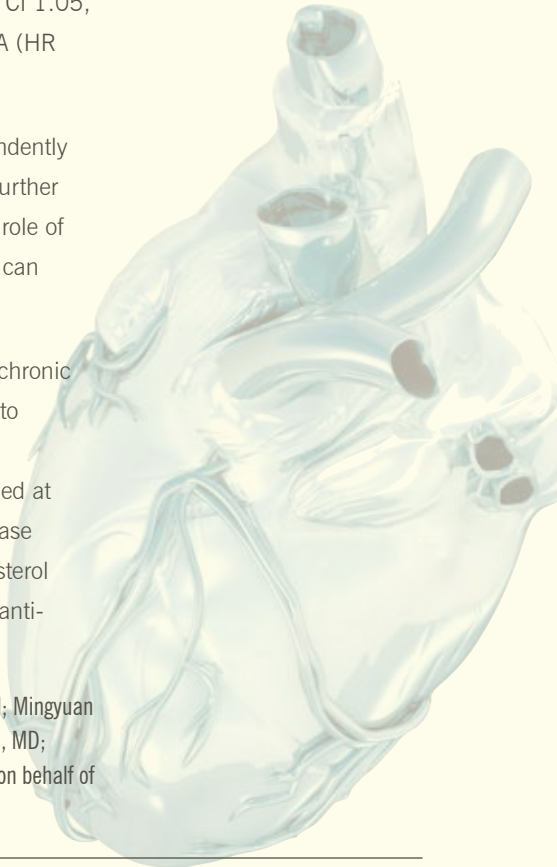 CI 1.05,
A (HR
ndently
urther
role of
can
chronic
to
ed at
ase
sterol
anti-
; Mingyuan
, MD;
on behalf of